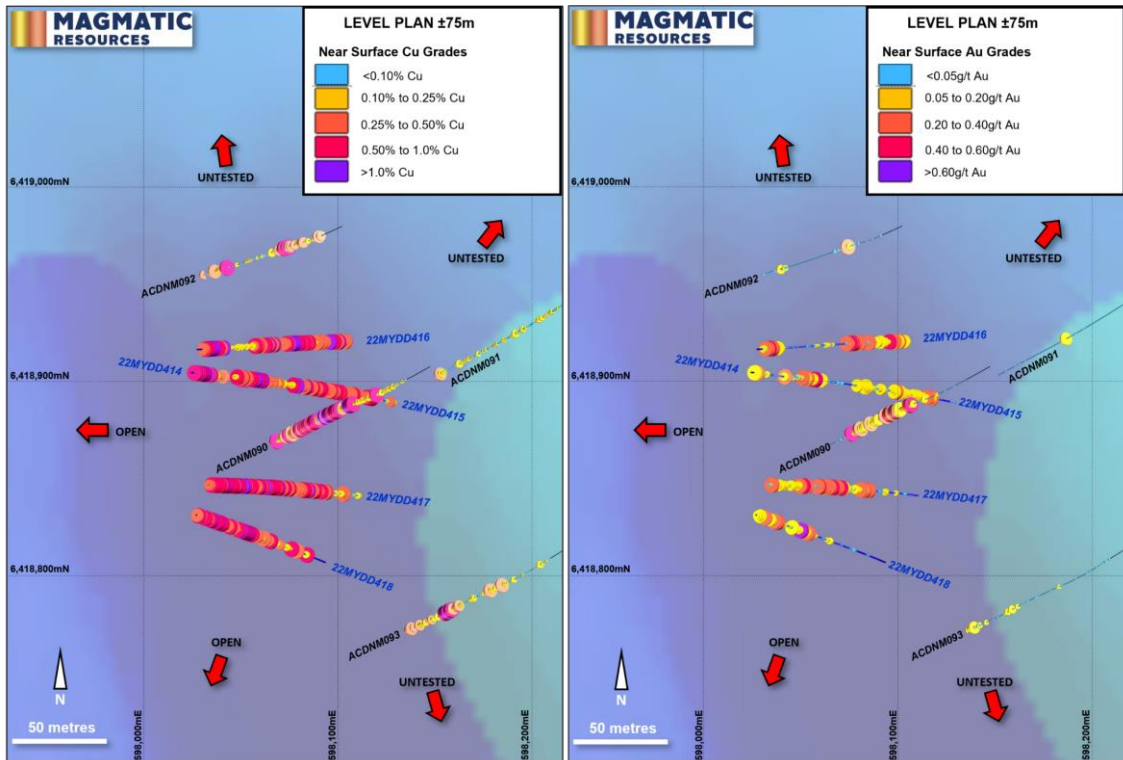 MAGMATIC
RESOURCES
LEVEL PLAN ±75m
Near Surface Cu Grades
<0.10% Cu
0.10% to 0.25% Cu
0.25% to 0.50% Cu
0.50% to 1.0% Cu
>1.0% Cu
UNTESTED
6,419,000mN
UNTESTED
ACDNM092
22MYDD416
22MYDD414
ACDNM091
6,418,900mN
22MYDD415
OPEN
ACDNM090
22MYDD417
6,418,800mN
22MYDD418
OPEN
ACDNM093
UNTESTED
N
50 metres
598,000mE
598,100mE
598,200mE
MAGMATIC
RESOURCES
LEVEL PLAN ±75m
Near Surface Au Grades
<0.05g/t Au
0.05 to 0.20g/t Au
0.20 to 0.40g/t Au
0.40 to 0.60g/t Au
>0.60g/t Au
UNTESTED
6,419,000mN
UNTESTED
ACDNM092
22MYDD416
22MYDD414
ACDNM091
6,418,900mN
22MYDD415
OPEN
ACDNM090
22MYDD417
6,418,800mN
22MYDD418
OPEN
ACDNM093
UNTESTED
N
50 metres
598,000mE
598,100mE
598,200mE